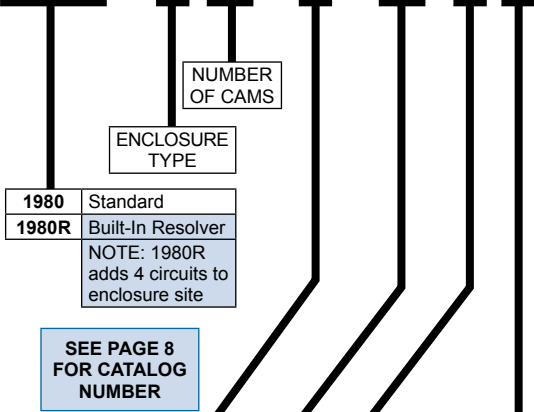 NUMBER
OF CAMS
ENCLOSURE
TYPE
1980 Standard
1980R Built-In Resolver
NOTE: 1980R
adds 4 circuits to
enclosure site
SEE PAGE 8
FOR CATALOG
NUMBER